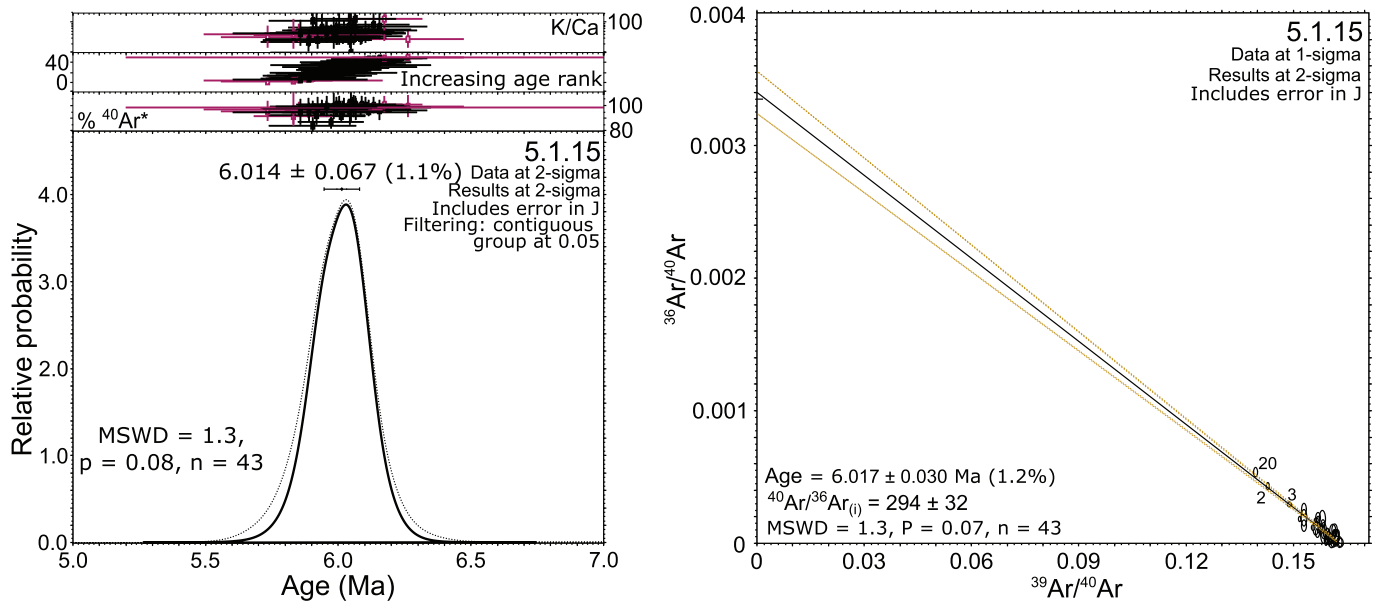 K/Ca
100
40
0
Increasing age rank
% ⁴⁰Ar*
100
80
5.1.15
6.014 ± 0.067 (1.1%)
Data at 2-sigma
Results at 2-sigma
Includes error in J
Filtering: contiguous
group at 0.05
4.0
3.0
2.0
1.0
0.0
Relative probability
MSWD = 1.3,
p = 0.08, n = 43
5.0
5.5
6.0
6.5
7.0
Age (Ma)
0.004
0.003
0.002
0.001
0
³⁶Ar/⁴⁰Ar
5.1.15
Data at 1-sigma
Results at 2-sigma
Includes error in J
20
2
3
Age = 6.017 ± 0.030 Ma (1.2%)
⁴⁰Ar/³⁶Ar(i) = 294 ± 32
MSWD = 1.3, P = 0.07, n = 43
0
0.03
0.06
0.09
0.12
0.15
³⁹Ar/⁴⁰Ar